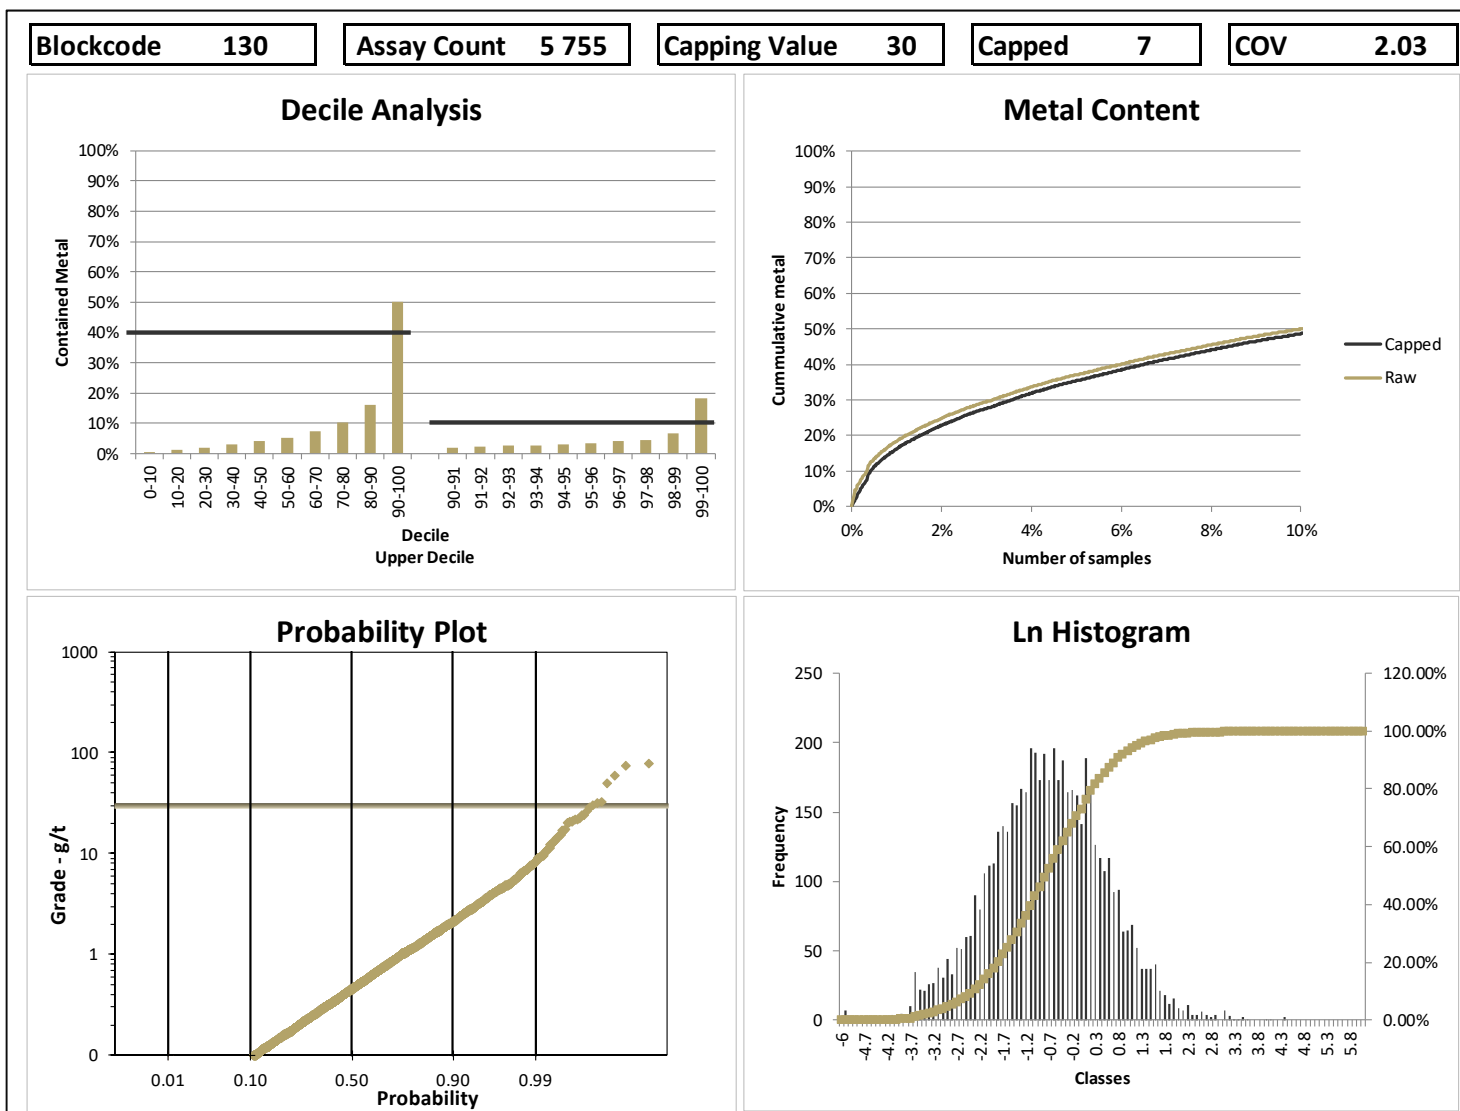 Blockcode 130 Assay Count 5 755 Capping Value 30 Capped 7 COV 2.03
Decile Analysis
Contained Metal
100%
90%
80%
70%
60%
50%
40%
30%
20%
10%
0%
0-10 10-20 20-30 30-40 40-50 50-60 60-70 70-80 80-90 90-100 90-91 91-92 92-93 93-94 94-95 95-96 96-97 97-98 98-99 99-100
Decile
Upper Decile
Metal Content
Cummulative metal
100%
90%
80%
70%
60%
50%
40%
30%
20%
10%
0%
0% 2% 4% 6% 8% 10%
Number of samples
Capped
Raw
Probability Plot
Grade - g/t
1000
100
10
1
0
0.01 0.10 0.50 0.90 0.99
Probability
Ln Histogram
Frequency
250
200
150
100
50
0
120.00%
100.00%
80.00%
60.00%
40.00%
20.00%
0.00%
-6 -4.7 -4.2 -3.7 -3.2 -2.7 -2.2 -1.7 -1.2 -0.7 -0.2 0.3 0.8 1.3 1.8 2.3 2.8 3.3 3.8 4.3 4.8 5.3 5.8
Classes